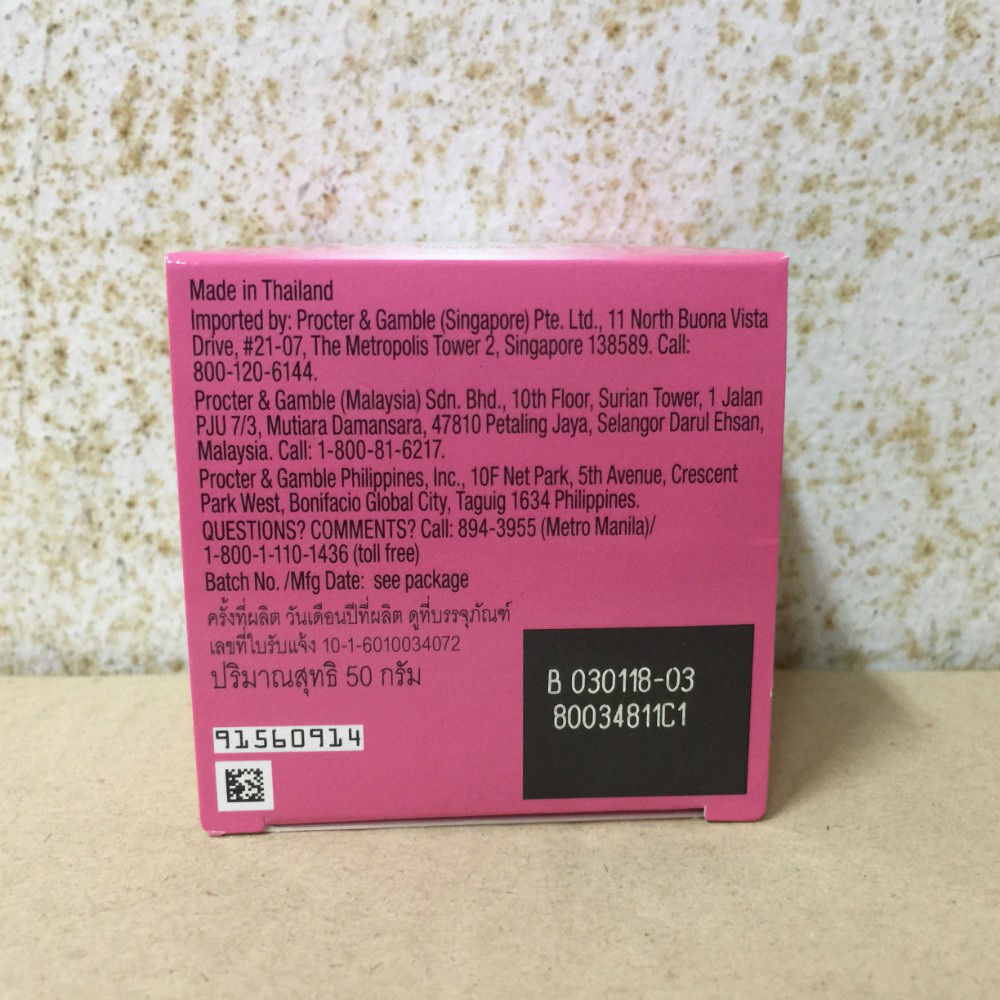 Made in Thailand
Imported by: Procter & Gamble (Singapore) Pte. Ltd., 11 North Buona Vista
Drive, #21-07, The Metropolis Tower 2, Singapore 138589. Call:
800-120-6144.
Procter & Gamble (Malaysia) Sdn. Bhd., 10th Floor, Surian Tower, 1 Jalan
PJU 7/3, Mutiara Damansara, 47810 Petaling Jaya, Selangor Darul Ehsan,
Malaysia. Call: 1-800-81-6217.
Procter & Gamble Philippines, Inc., 10F Net Park, 5th Avenue, Crescent
Park West, Bonifacio Global City, Taguig 1634 Philippines.
QUESTIONS? COMMENTS? Call: 894-3955 (Metro Manila)/
1-800-1-110-1436 (toll free)
Batch No. /Mfg Date: see package
ครั้งที่ผลิต วันเดือนปีที่ผลิต ดูที่บรรจุภัณฑ์
เลขที่ใบรับแจ้ง 10-1-6010034072
ปริมาณสุทธิ 50 กรัม
B 030118-03
80034811C1
91560914